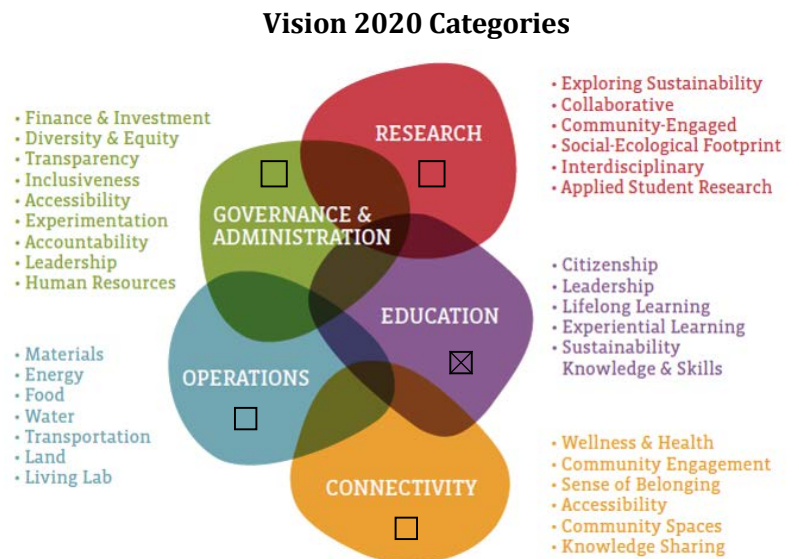 Vision 2020 Categories
• Finance & Investment
• Diversity & Equity
• Transparency
• Inclusiveness
• Accessibility
• Experimentation
• Accountability
• Leadership
• Human Resources
RESEARCH
• Exploring Sustainability
• Collaborative
• Community-Engaged
• Social-Ecological Footprint
• Interdisciplinary
• Applied Student Research
GOVERNANCE &
ADMINISTRATION
EDUCATION
• Citizenship
• Leadership
• Lifelong Learning
• Experiential Learning
• Sustainability
Knowledge & Skills
• Materials
• Energy
• Food
• Water
• Transportation
• Land
• Living Lab
OPERATIONS
CONNECTIVITY
• Wellness & Health
• Community Engagement
• Sense of Belonging
• Accessibility
• Community Spaces
• Knowledge Sharing